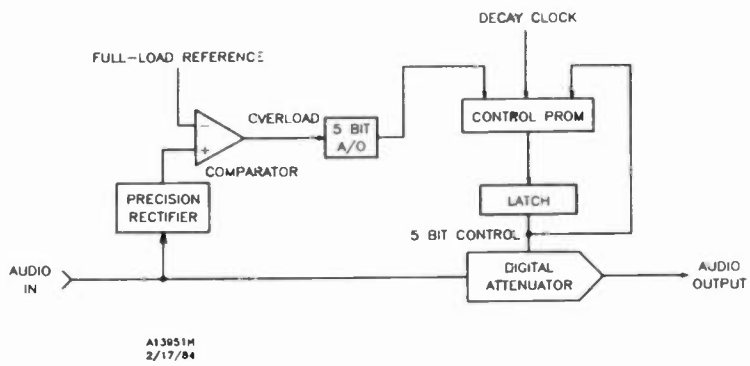 DECAY CLOCK
FULL-LOAD REFERENCE
CVERLOAD
5 BIT
A/O
CONTROL PROM
−
+
COMPARATOR
PRECISION
RECTIFIER
LATCH
5 BIT CONTROL
AUDIO
IN
DIGITAL
ATTENUATOR
AUDIO
OUTPUT
A13951M
2/17/84